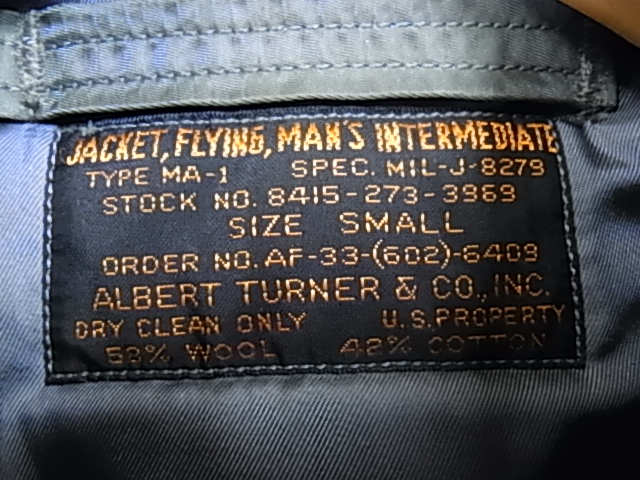 JACKET, FLYING, MAN'S INTERMEDIATE
TYPE MA-1 SPEC. MIL-J-8279
STOCK NO. 8415-273-3969
SIZE SMALL
ORDER NO. AF-33-(602)-6409
ALBERT TURNER & CO., INC.
DRY CLEAN ONLY U.S. PROPERTY
WOOL 42% COTTON